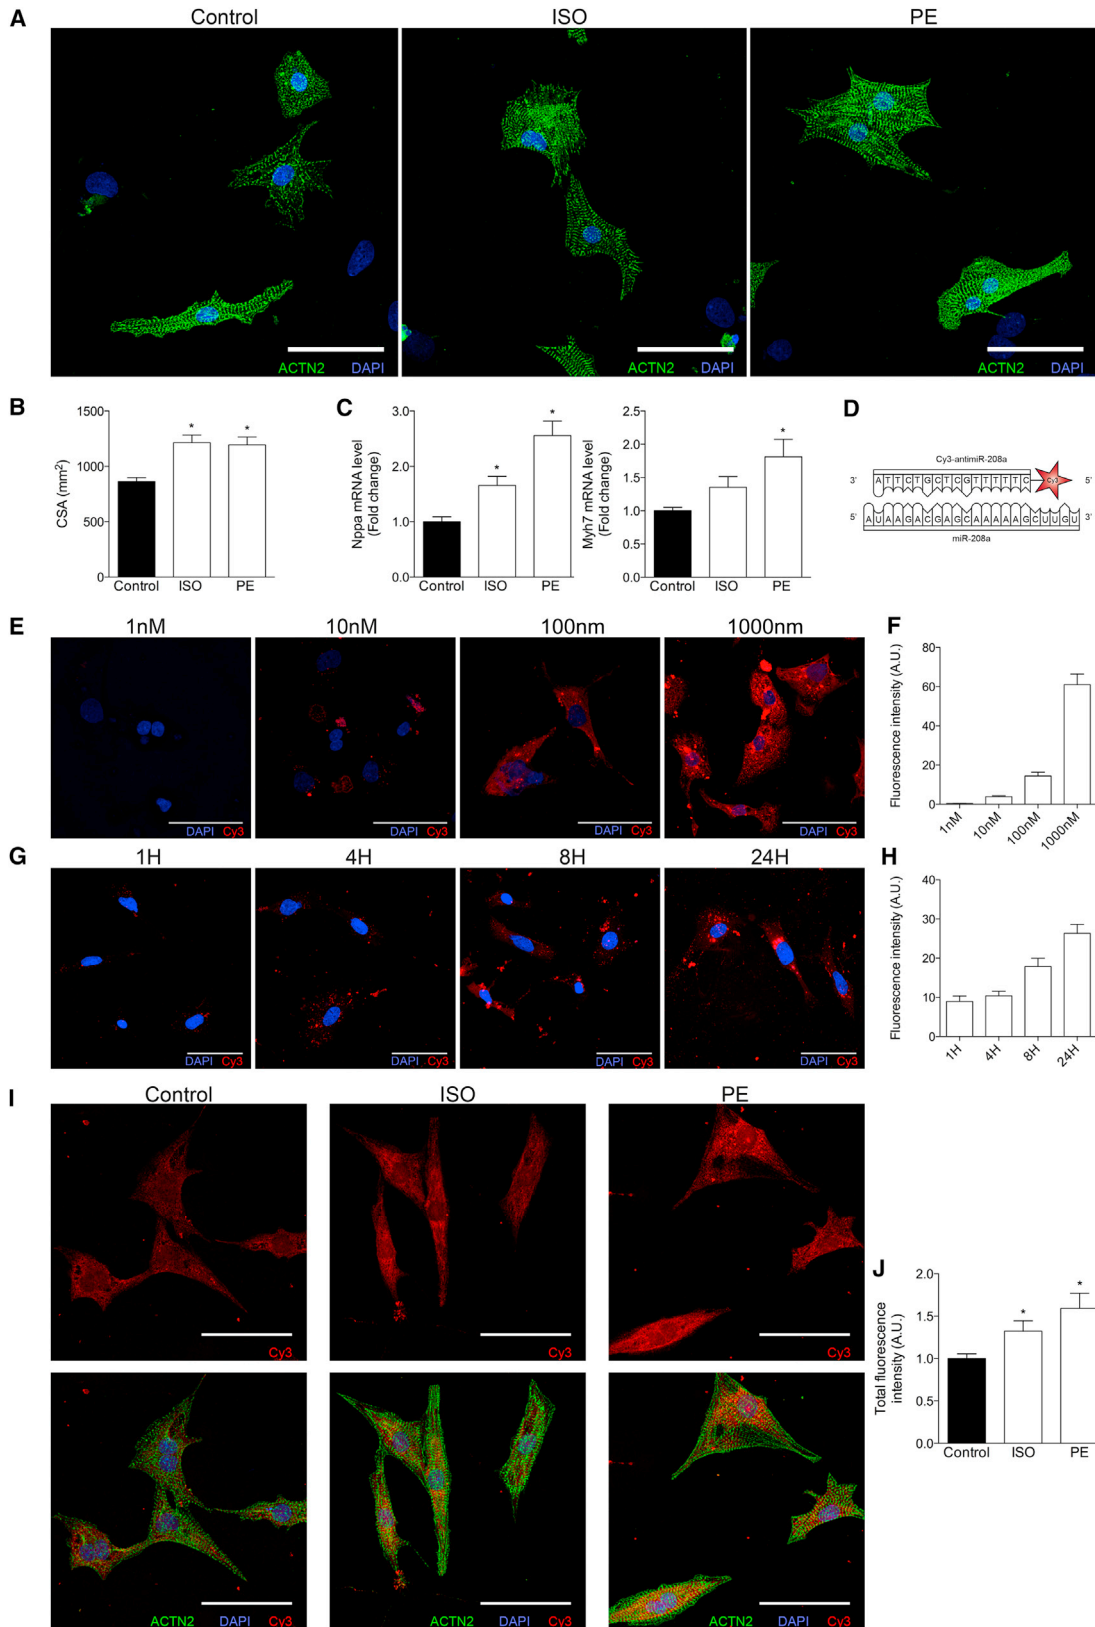 A
Control
ISO
PE
ACTN2 DAPI
ACTN2 DAPI
ACTN2 DAPI
B
CSA (mm²)
1500
1000
500
0
Control ISO PE
* *
C
Nppa mRNA level
(Fold change)
3.0
2.0
1.0
0.0
Control ISO PE
* *
Myh7 mRNA level
(Fold change)
2.5
2.0
1.5
1.0
0.5
0.0
Control ISO PE
*
D
Cy3-antimiR-208a
3' ATTCTGCTCGTTTTTC Cy3 5'
5' AUAAGACGAGCAAAAAGCUUGU 3'
miR-208a
E
1nM
10nM
100nm
1000nm
DAPI Cy3
DAPI Cy3
DAPI Cy3
DAPI Cy3
F
Fluorescence intensity (A.U.)
80
60
40
20
0
1nM 10nM 100nM 1000nM
G
1H
4H
8H
24H
DAPI Cy3
DAPI Cy3
DAPI Cy3
DAPI Cy3
H
Fluorescence intensity (A.U.)
40
30
20
10
0
1H 4H 8H 24H
I
Control
ISO
PE
Cy3
Cy3
Cy3
ACTN2 DAPI Cy3
ACTN2 DAPI Cy3
ACTN2 DAPI Cy3
J
Total fluorescence
intensity (A.U.)
2.0
1.5
1.0
0.5
0.0
Control ISO PE
* *